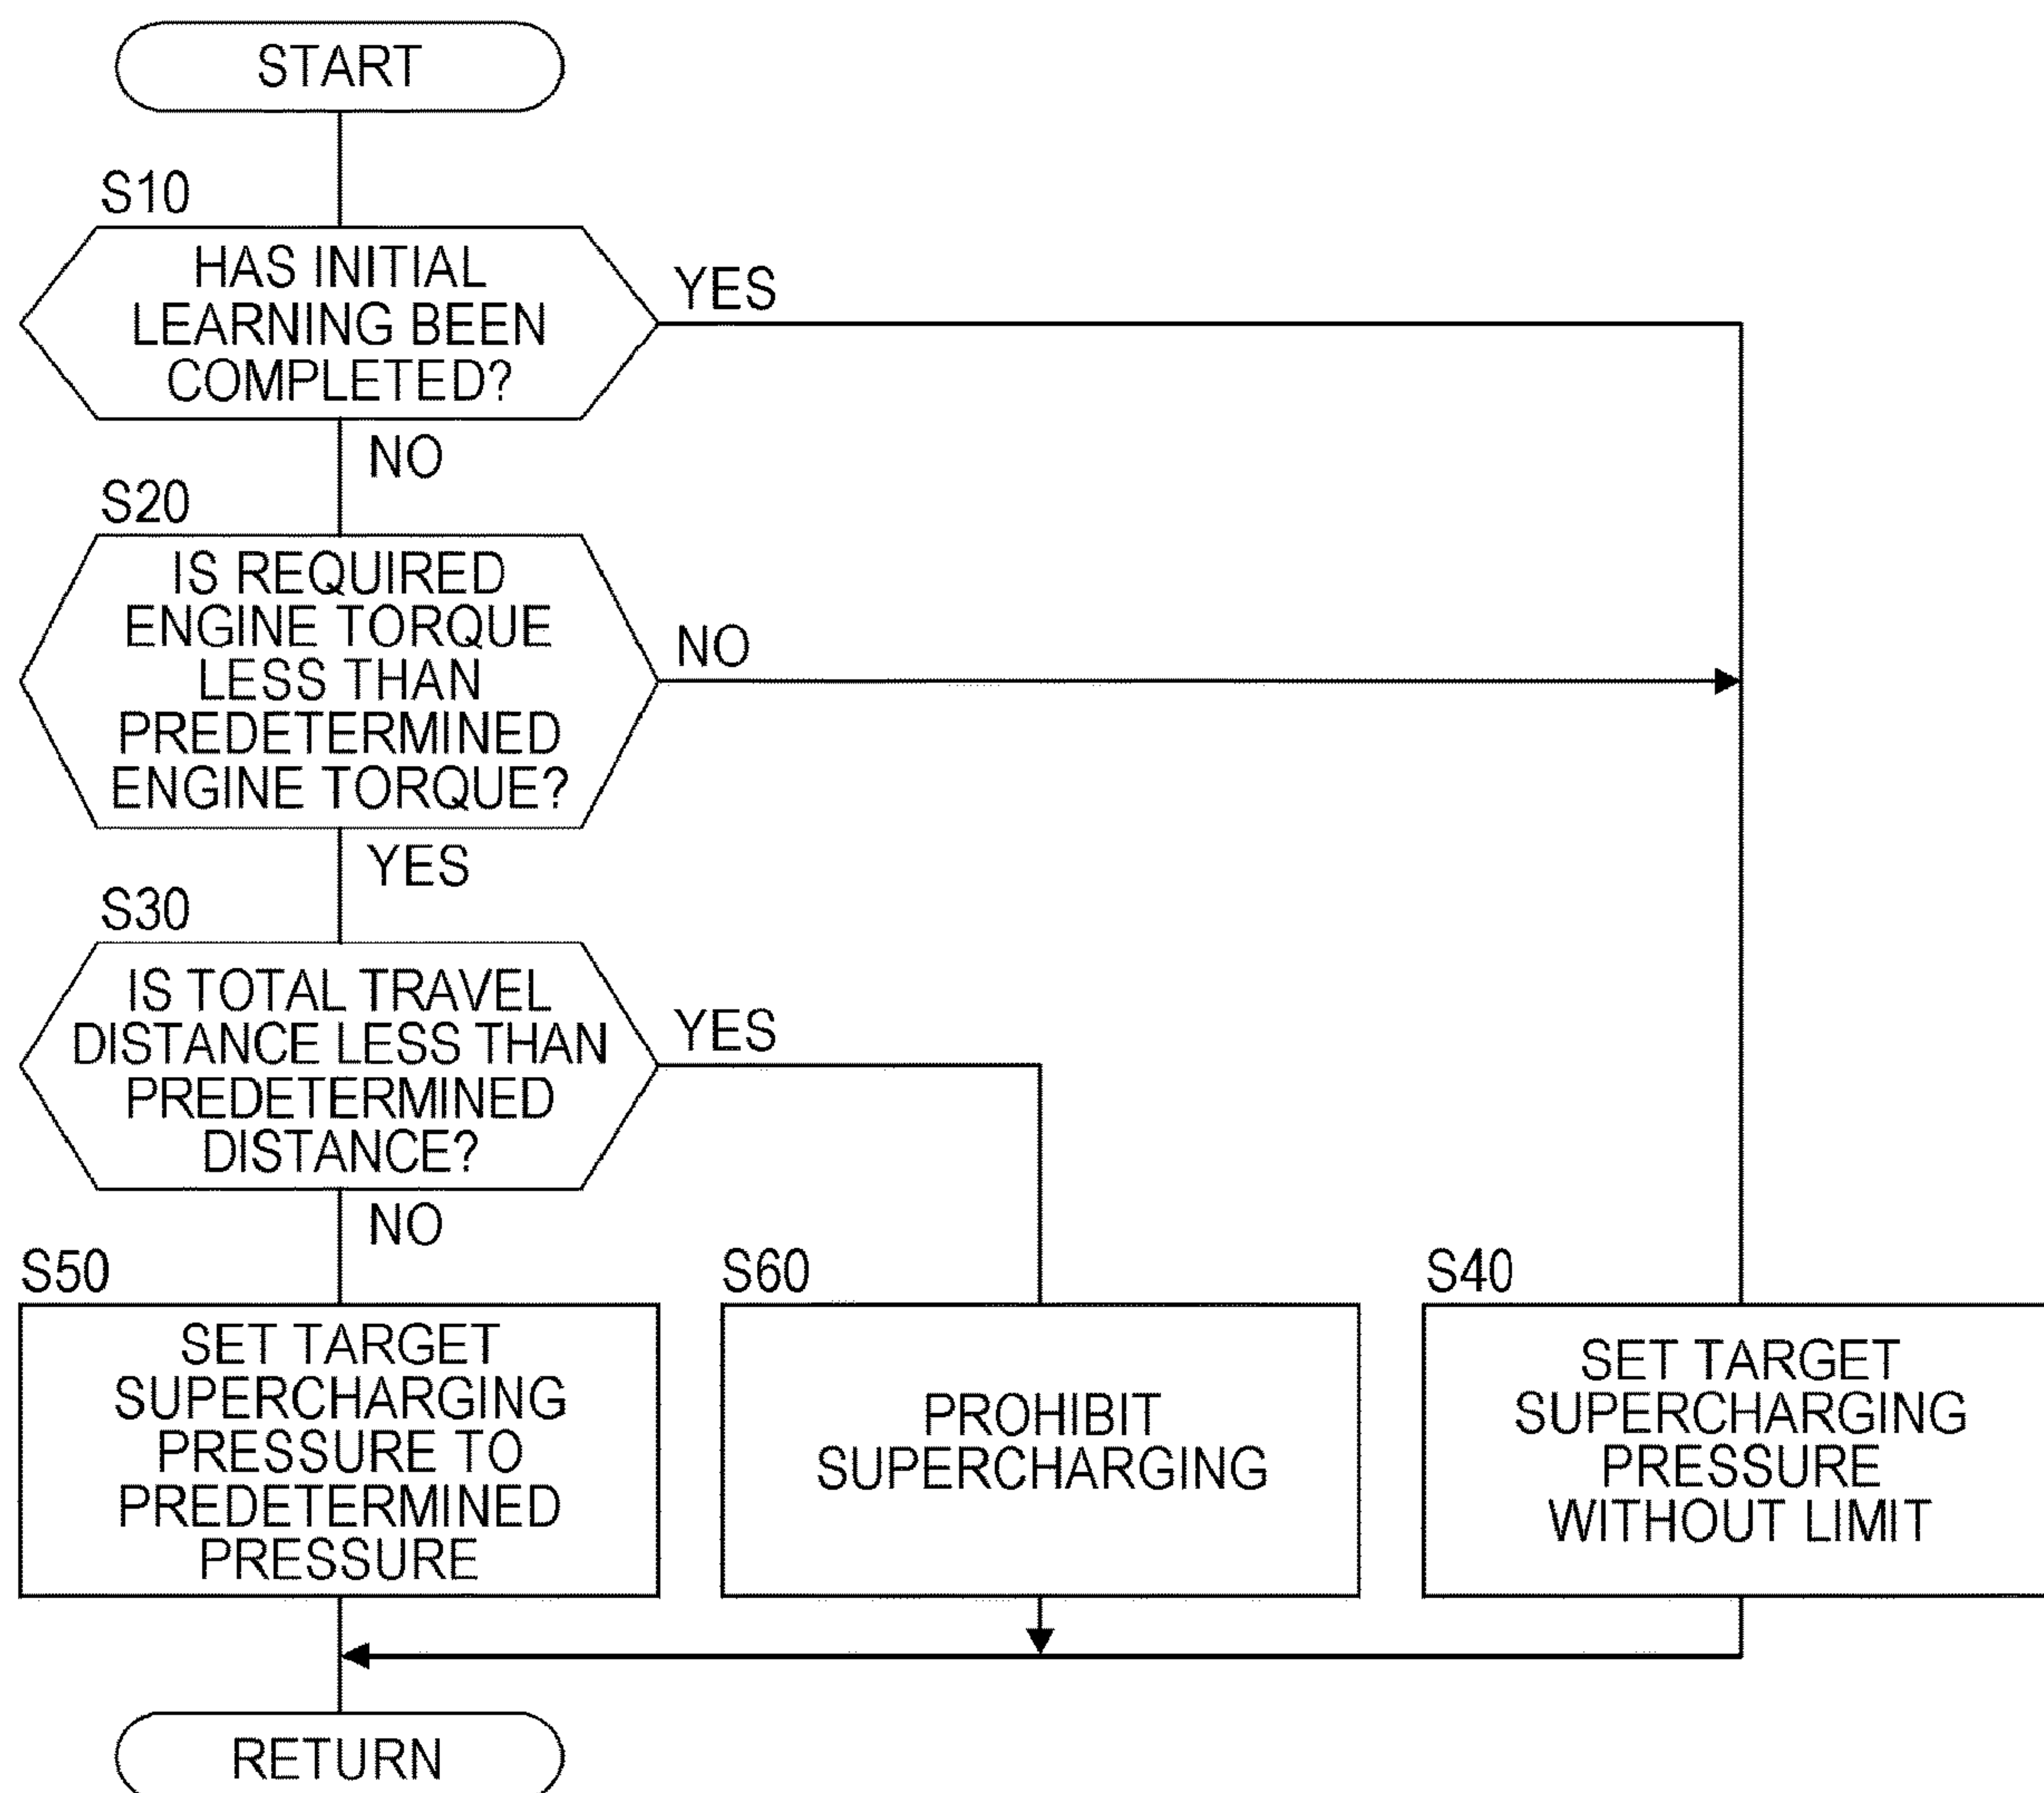 START
S10
HAS INITIAL
LEARNING BEEN
COMPLETED?
YES
NO
S20
IS REQUIRED
ENGINE TORQUE
LESS THAN
PREDETERMINED
ENGINE TORQUE?
NO
YES
S30
IS TOTAL TRAVEL
DISTANCE LESS THAN
PREDETERMINED
DISTANCE?
YES
NO
S50
SET TARGET
SUPERCHARGING
PRESSURE TO
PREDETERMINED
PRESSURE
S60
PROHIBIT
SUPERCHARGING
S40
SET TARGET
SUPERCHARGING
PRESSURE
WITHOUT LIMIT
RETURN